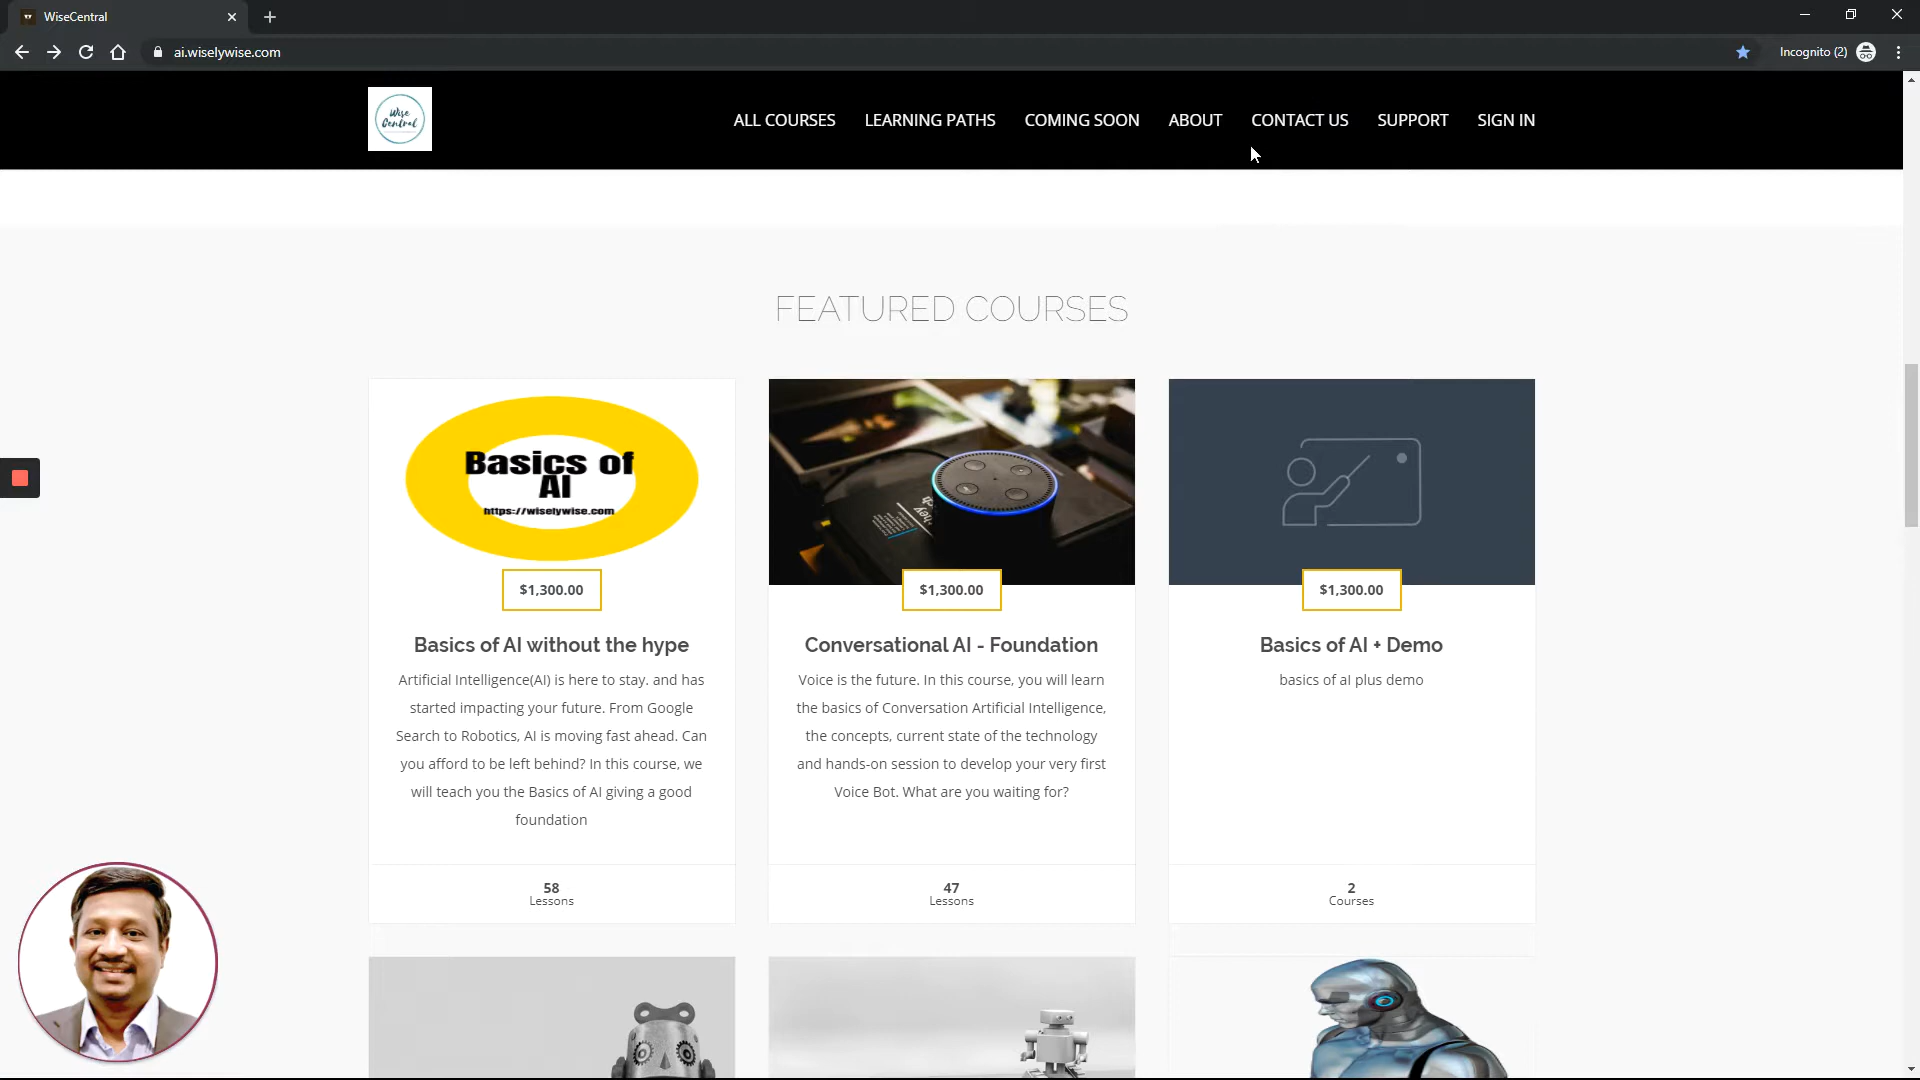 WiseCentral
ai.wiselywise.com
Incognito (2)
Wise
Central
ALL COURSES LEARNING PATHS COMING SOON ABOUT CONTACT US SUPPORT SIGN IN
FEATURED COURSES
Basics of
AI
https://wiselywise.com
$1,300.00
Basics of AI without the hype
Artificial Intelligence(AI) is here to stay. and has
started impacting your future. From Google
Search to Robotics, AI is moving fast ahead. Can
you afford to be left behind? In this course, we
will teach you the Basics of AI giving a good
foundation
58
Lessons
$1,300.00
Conversational AI - Foundation
Voice is the future. In this course, you will learn
the basics of Conversation Artificial Intelligence,
the concepts, current state of the technology
and hands-on session to develop your very first
Voice Bot. What are you waiting for?
47
Lessons
$1,300.00
Basics of AI + Demo
basics of aI plus demo
2
Courses